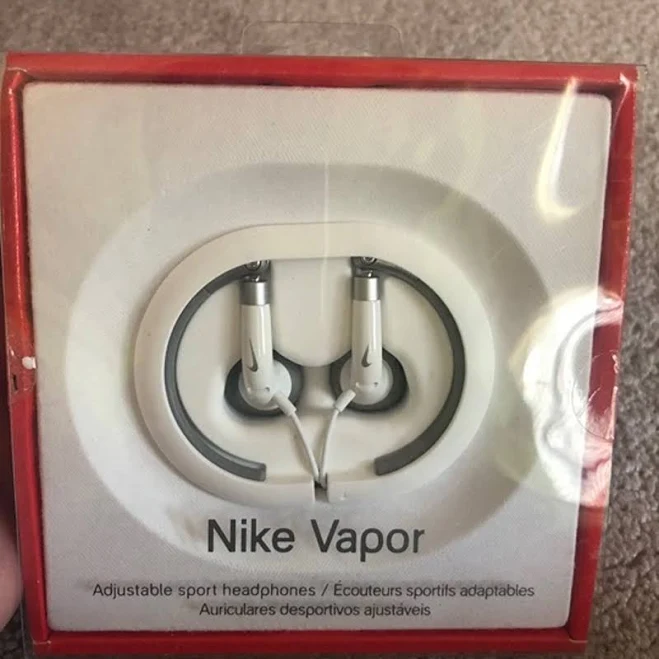 Nike Vapor
Adjustable sport headphones / Écouteurs sportifs adaptables
Auriculares desportivos ajustáveis